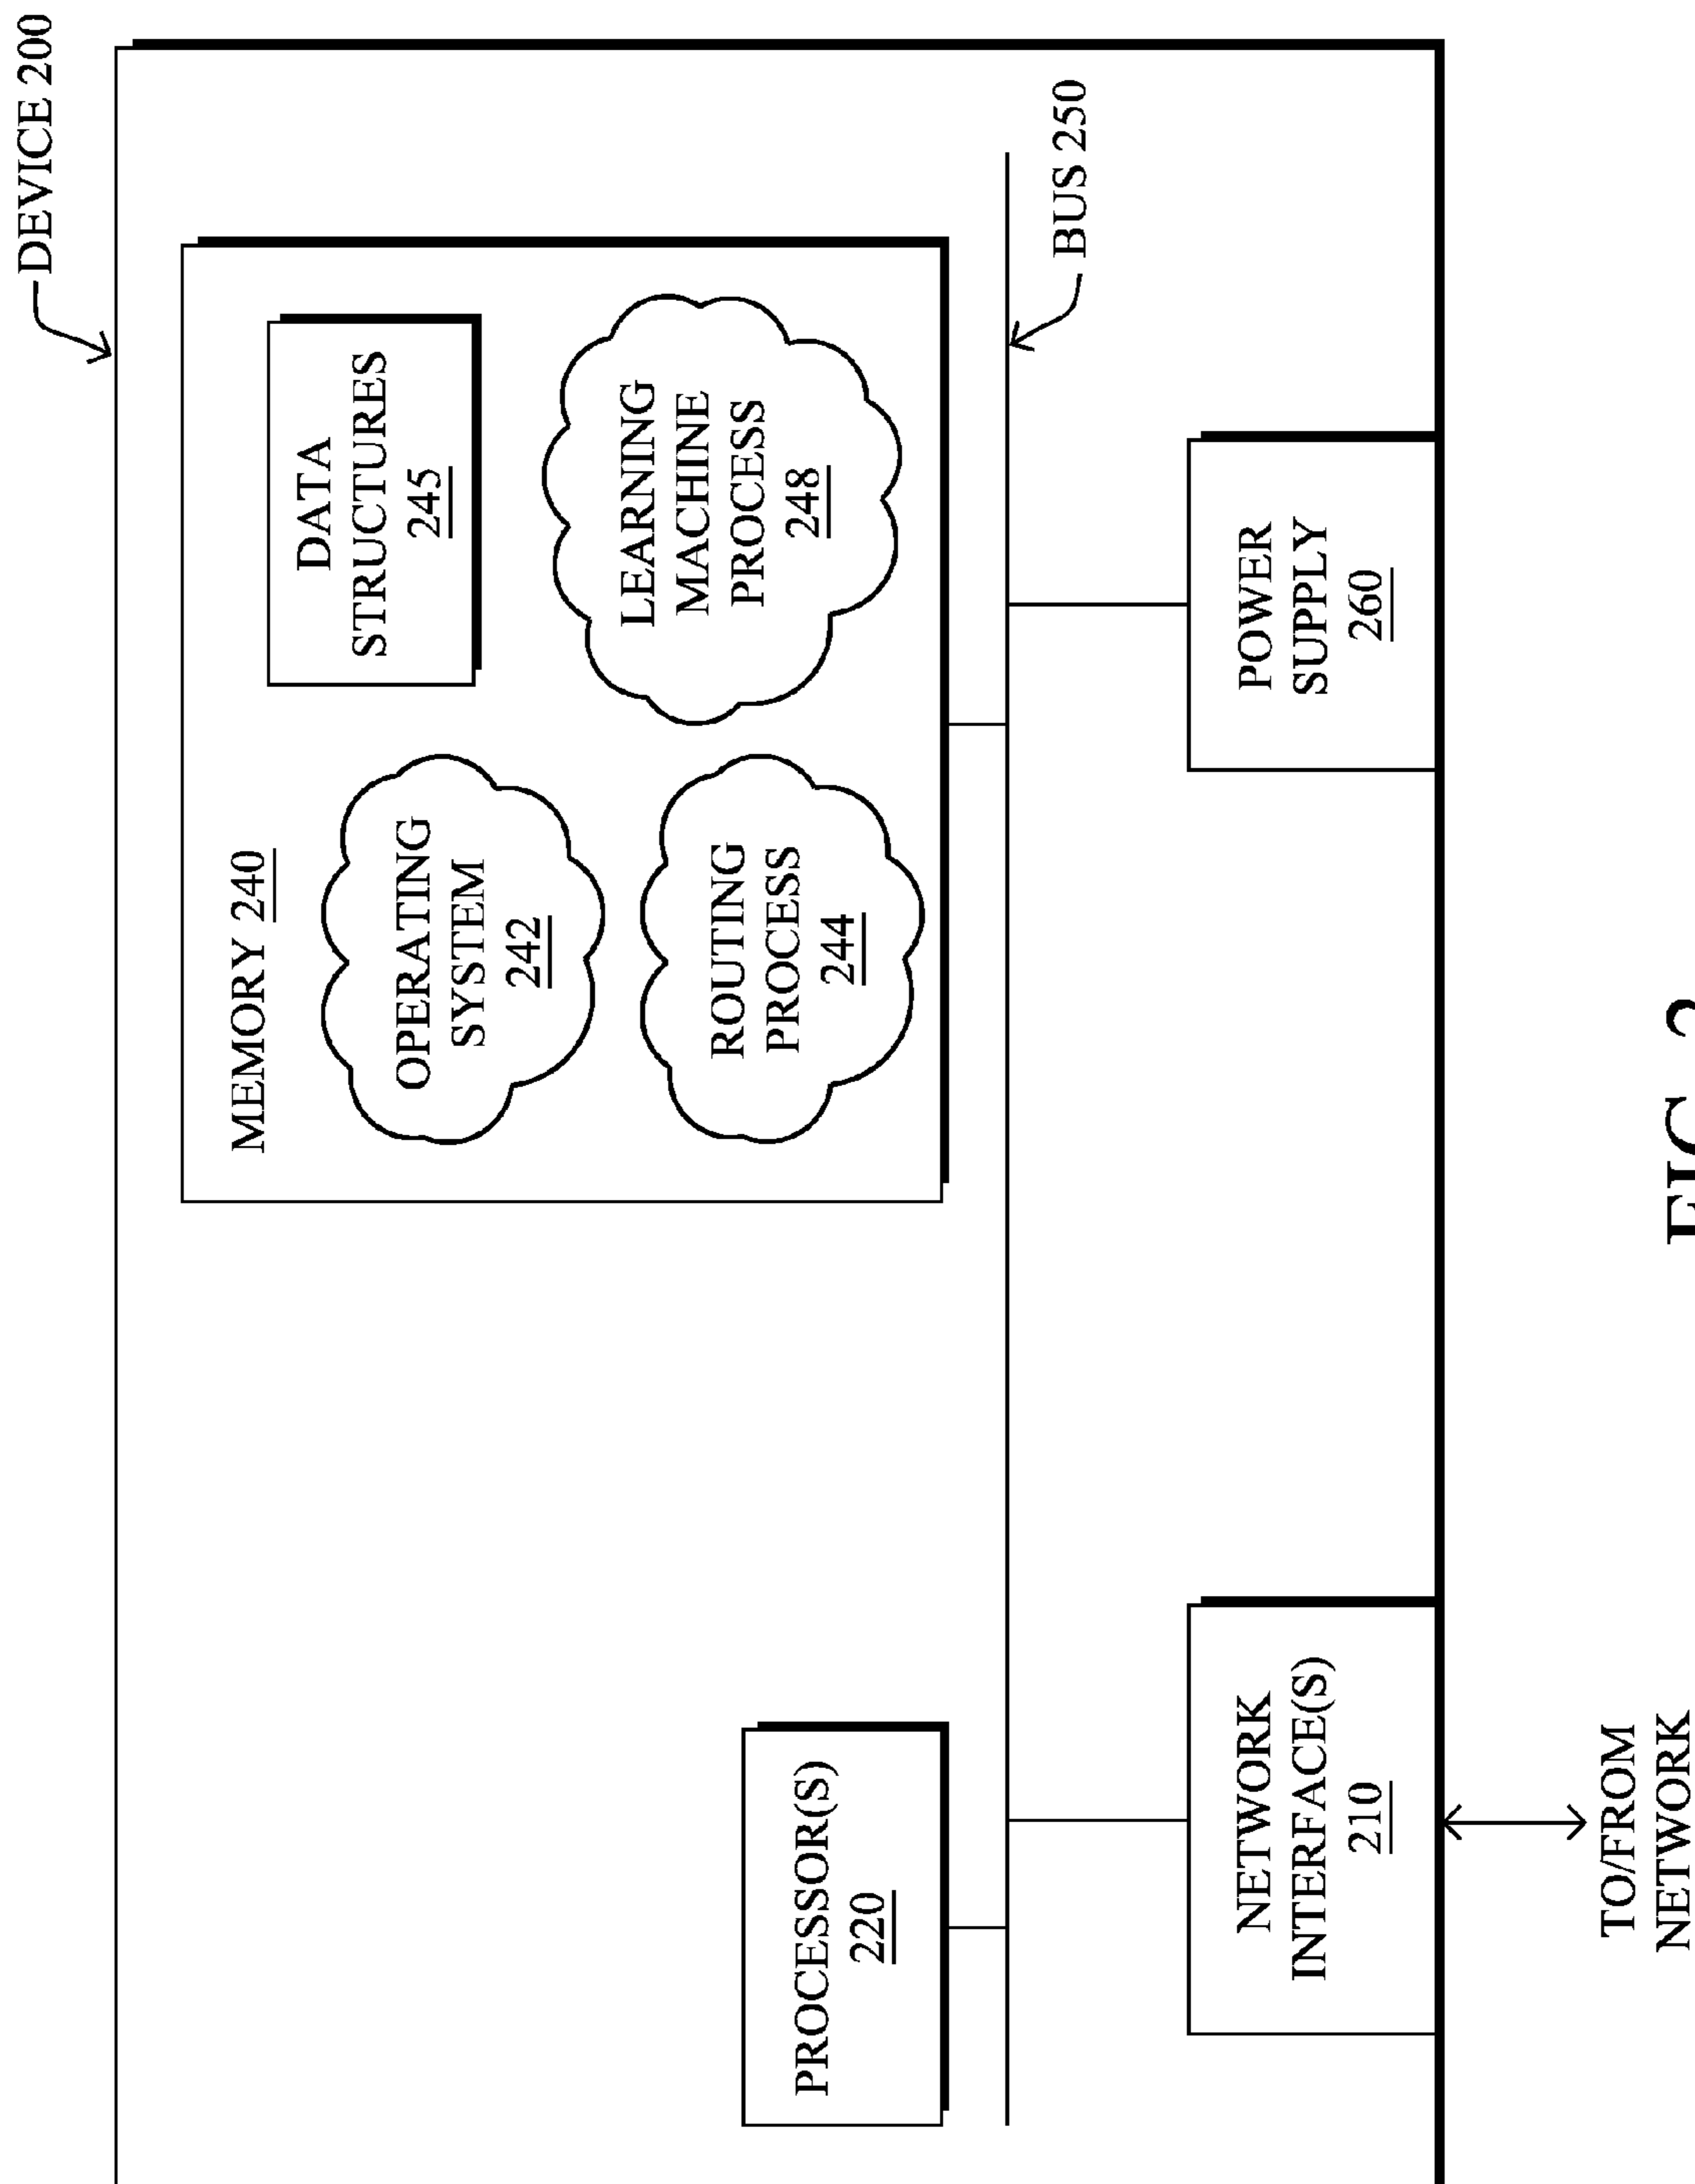 DEVICE 200
MEMORY 240
OPERATING
SYSTEM
242
DATA
STRUCTURES
245
ROUTING
PROCESS
244
LEARNING
MACHINE
PROCESS
248
PROCESSOR(S)
220
BUS 250
NETWORK
INTERFACE(S)
210
POWER
SUPPLY
260
TO/FROM
NETWORK